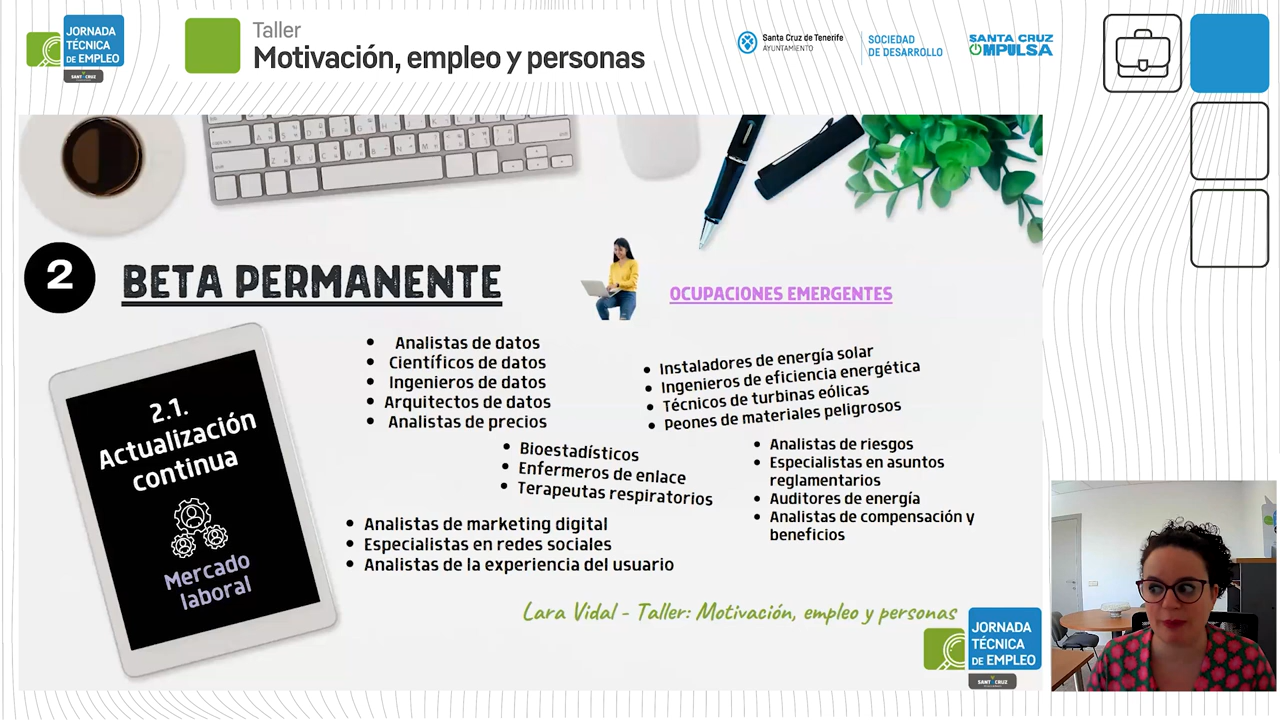 JORNADA
TÉCNICA
DE EMPLEO
SANTA CRUZ
Taller
Motivación, empleo y personas
Santa Cruz de Tenerife
AYUNTAMIENTO
SOCIEDAD
DE DESARROLLO
SANTA CRUZ
IMPULSA
2
BETA PERMANENTE
OCUPACIONES EMERGENTES
2.1.
Actualización
continua
Mercado
laboral
• Analistas de datos
• Científicos de datos
• Ingenieros de datos
• Arquitectos de datos
• Analistas de precios
• Instaladores de energía solar
• Ingenieros de eficiencia energética
• Técnicos de turbinas eólicas
• Peones de materiales peligrosos
• Bioestadísticos
• Enfermeros de enlace
• Terapeutas respiratorios
• Analistas de riesgos
• Especialistas en asuntos
reglamentarios
• Auditores de energía
• Analistas de compensación y
beneficios
• Analistas de marketing digital
• Especialistas en redes sociales
• Analistas de la experiencia del usuario
Lara Vidal - Taller: Motivación, empleo y personas
JORNADA
TÉCNICA
DE EMPLEO
SANTA CRUZ